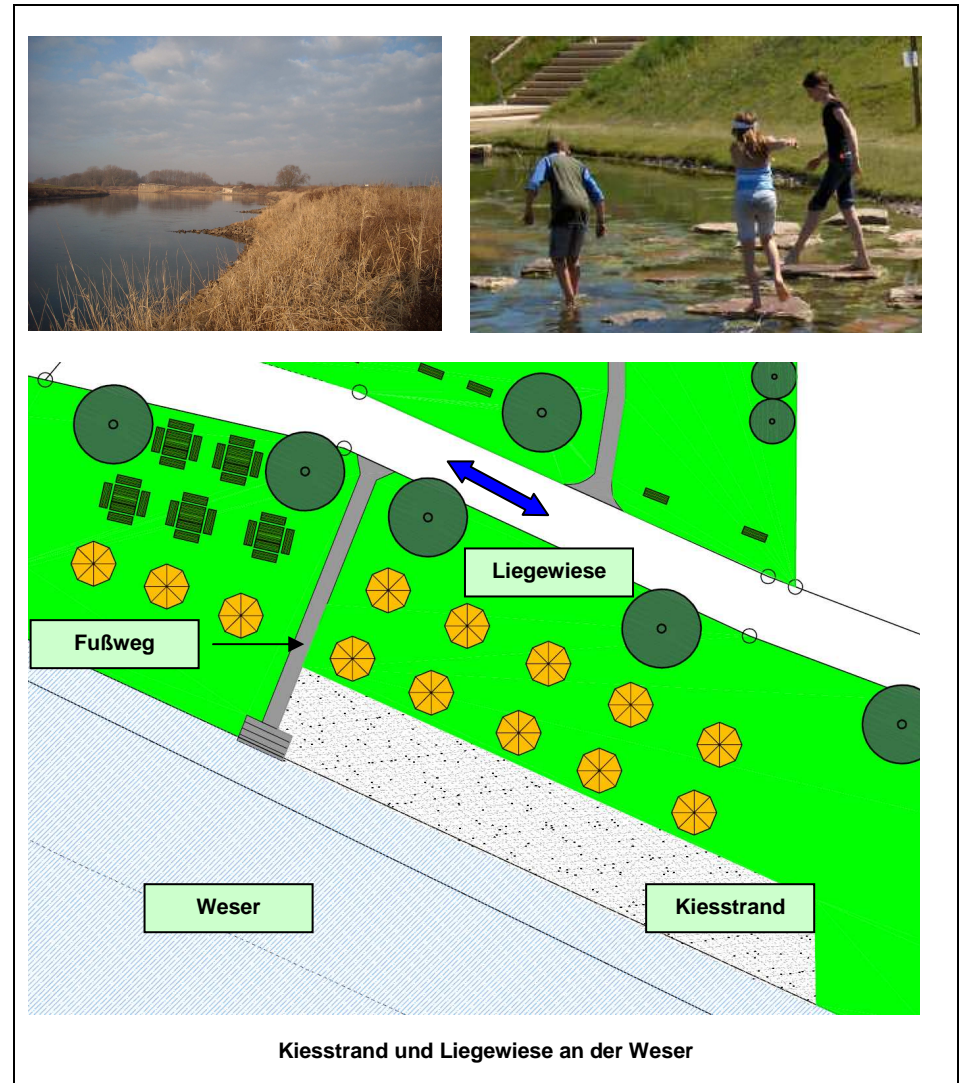 Liegewiese
Fußweg
Weser
Kiesstrand
Kiesstrand und Liegewiese an der Weser